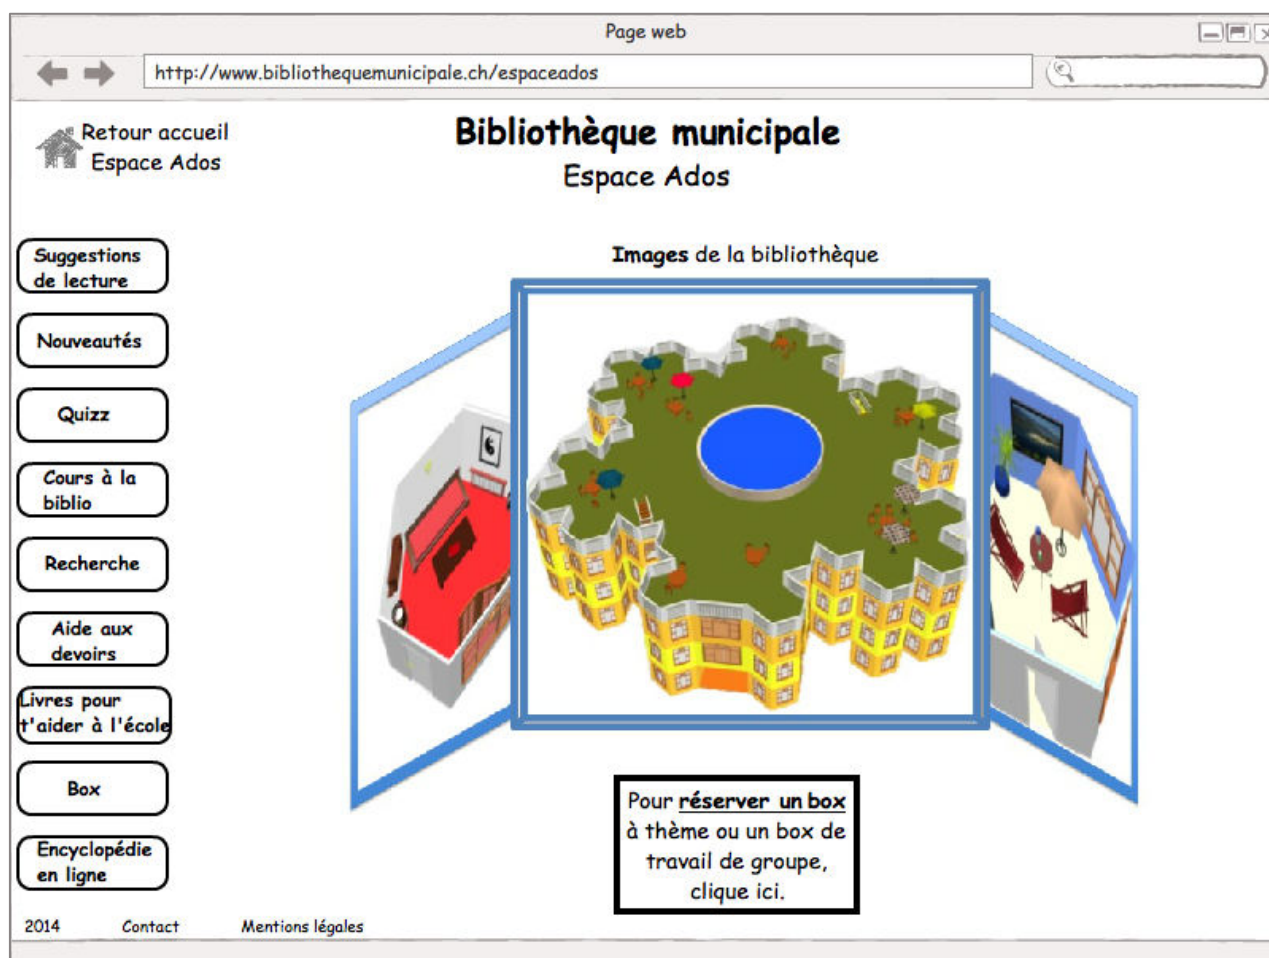 Page web
http://www.bibliothequemunicipale.ch/espaceados
Retour accueil
Espace Ados
Bibliothèque municipale
Espace Ados
Suggestions
de lecture
Nouveautés
Quizz
Cours à la
biblio
Recherche
Aide aux
devoirs
Livres pour
t'aider à l'école
Box
Encyclopédie
en ligne
Images de la bibliothèque
Pour réserver un box
à thème ou un box de
travail de groupe,
clique ici.
2014 Contact Mentions légales